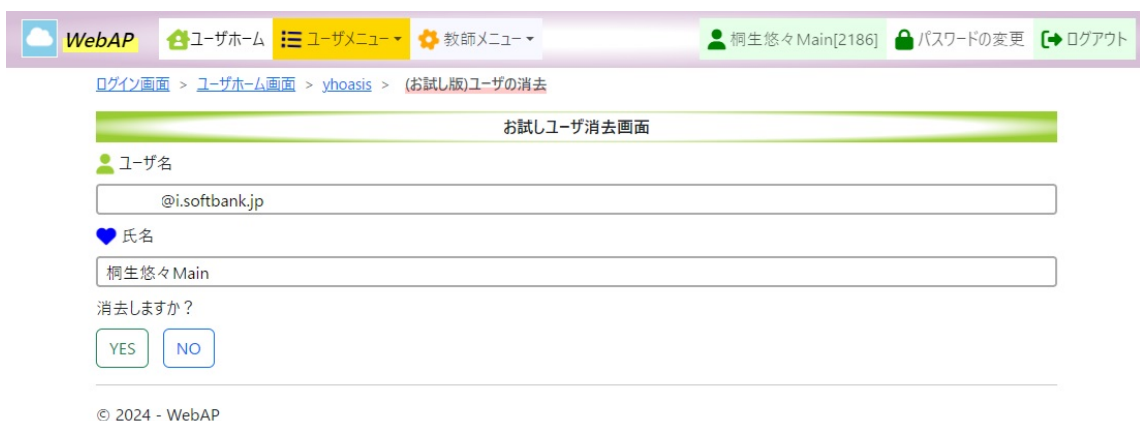 WebAP ユーザホーム ユーザメニュー 教師メニュー 桐生悠々Main[2186] パスワードの変更 ログアウト
ログイン画面 > ユーザホーム画面 > yhoasis > (お試し版)ユーザの消去
お試しユーザ消去画面
ユーザ名
@i.softbank.jp
氏名
桐生悠々Main
消去しますか？
YES NO
© 2024 - WebAP